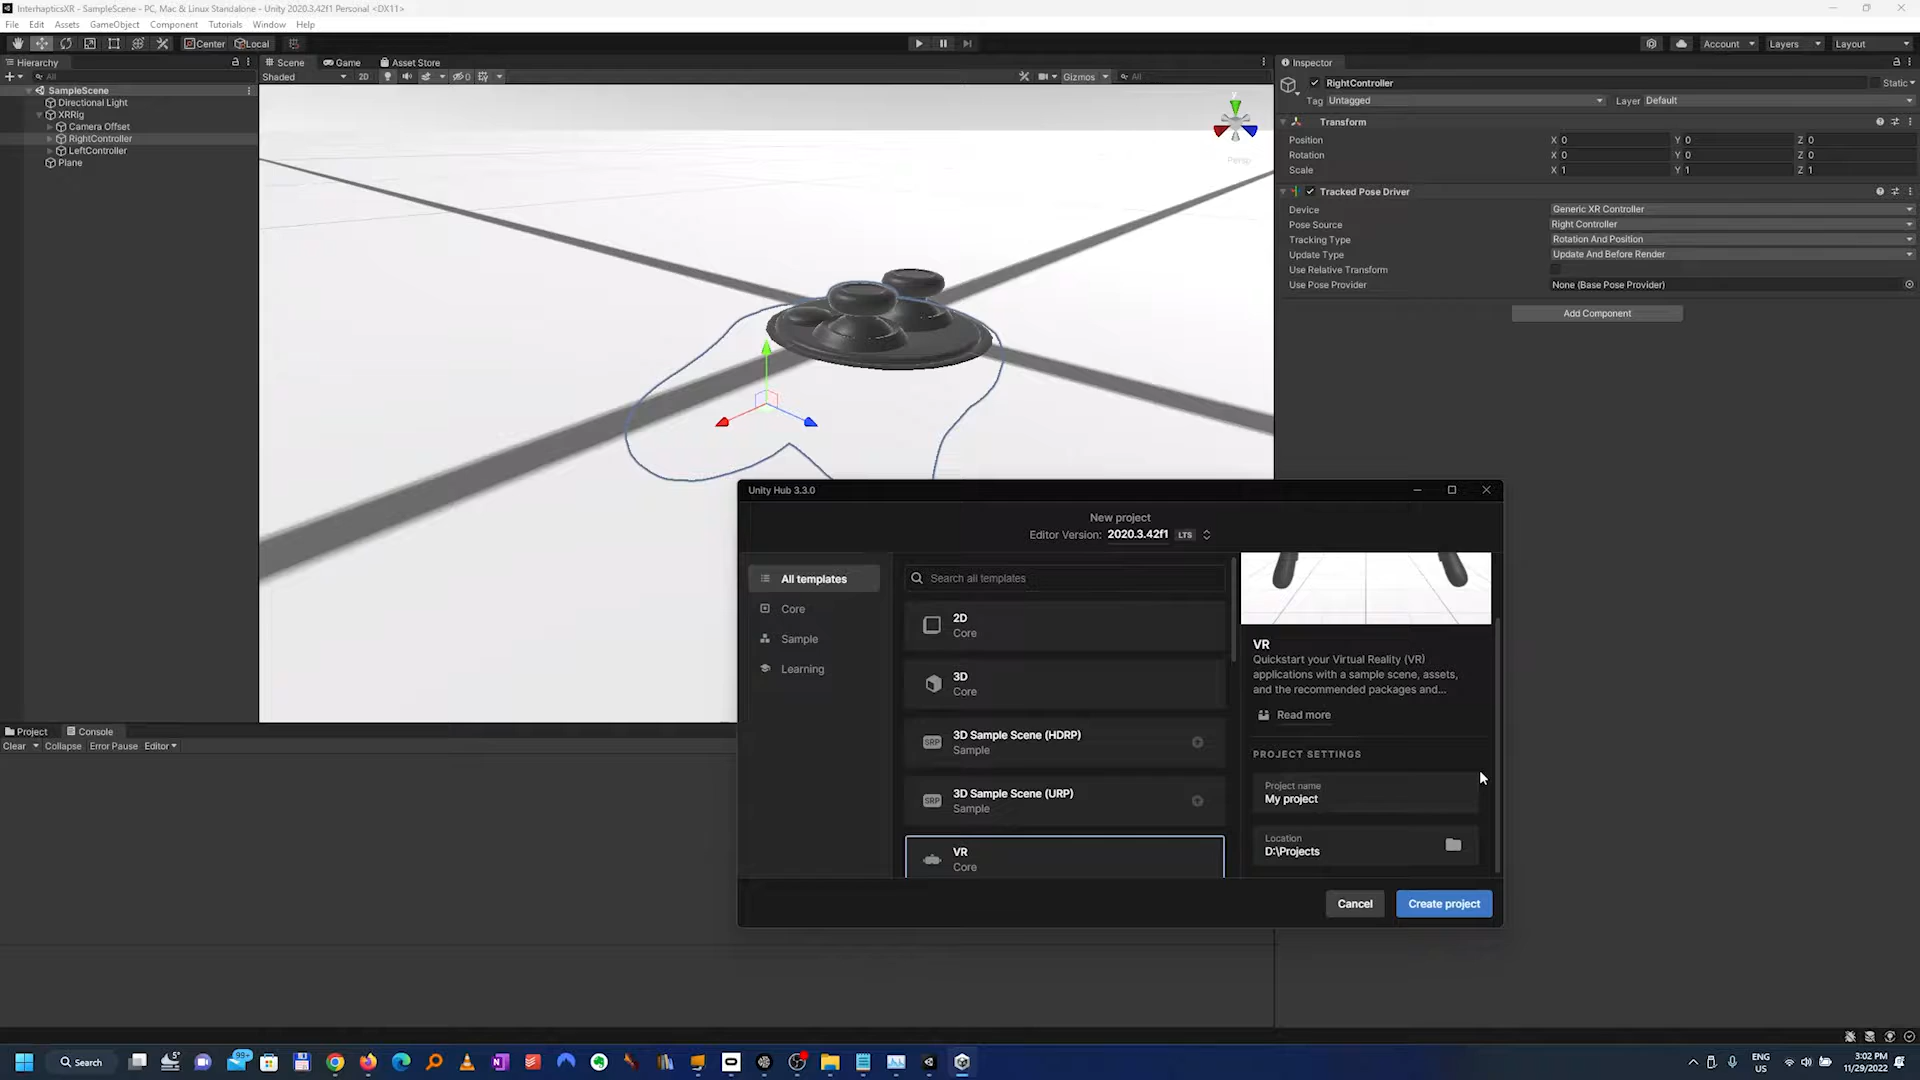 InterhapticsXR - SampleScene - PC, Mac & Linux Standalone - Unity 2020.3.42f1 Personal <DX11>
File Edit Assets GameObject Component Tutorials Window Help
Center Local
Account Layers Layout
Hierarchy
All
SampleScene
Directional Light
XRRig
Camera Offset
RightController
LeftController
Plane
Scene Game Asset Store
Shaded 2D 0 Gizmos All
y
Persp
Inspector
RightController Static
Tag Untagged Layer Default
Transform
Position X 0 Y 0 Z 0
Rotation X 0 Y 0 Z 0
Scale X 1 Y 1 Z 1
Tracked Pose Driver
Device Generic XR Controller
Pose Source Right Controller
Tracking Type Rotation And Position
Update Type Update And Before Render
Use Relative Transform
Use Pose Provider None (Base Pose Provider)
Add Component
Project Console
Clear Collapse Error Pause Editor
Unity Hub 3.3.0
New project
Editor Version: 2020.3.42f1 LTS
All templates
Core
Sample
Learning
Search all templates
2D
Core
3D
Core
SRP 3D Sample Scene (HDRP)
Sample
SRP 3D Sample Scene (URP)
Sample
VR
Core
VR
Quickstart your Virtual Reality (VR)
applications with a sample scene, assets,
and the recommended packages and...
Read more
PROJECT SETTINGS
Project name
My project
Location
D:\Projects
Cancel Create project
Search
5°
99+
ENG
US
3:02 PM
11/29/2022